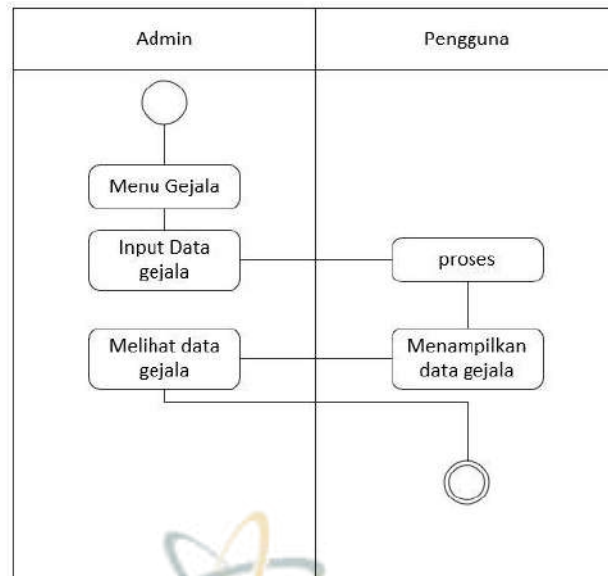 Admin
Pengguna
Menu Gejala
Input Data
gejala
proses
Melihat data
gejala
Menampilkan
data gejala